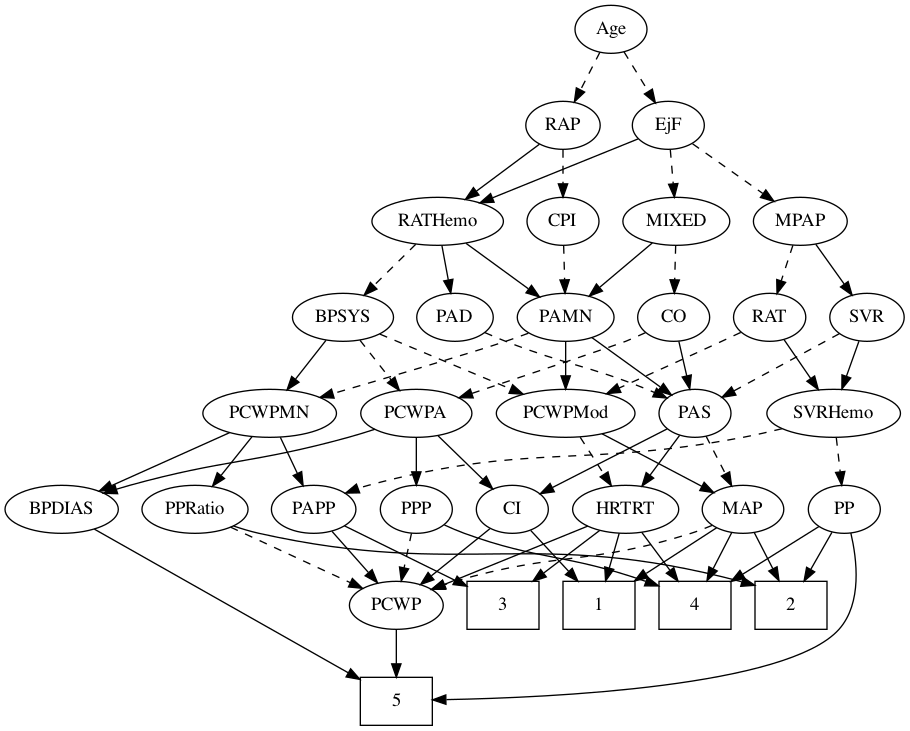 Age
RAP
EjF
RATHemo
CPI
MIXED
MPAP
BPSYS
PAD
PAMN
CO
RAT
SVR
PCWPMN
PCWPA
PCWPMod
PAS
SVRHemo
BPDIAS
PPRatio
PAPP
PPP
CI
HRTRT
MAP
PP
PCWP
3
1
4
2
5